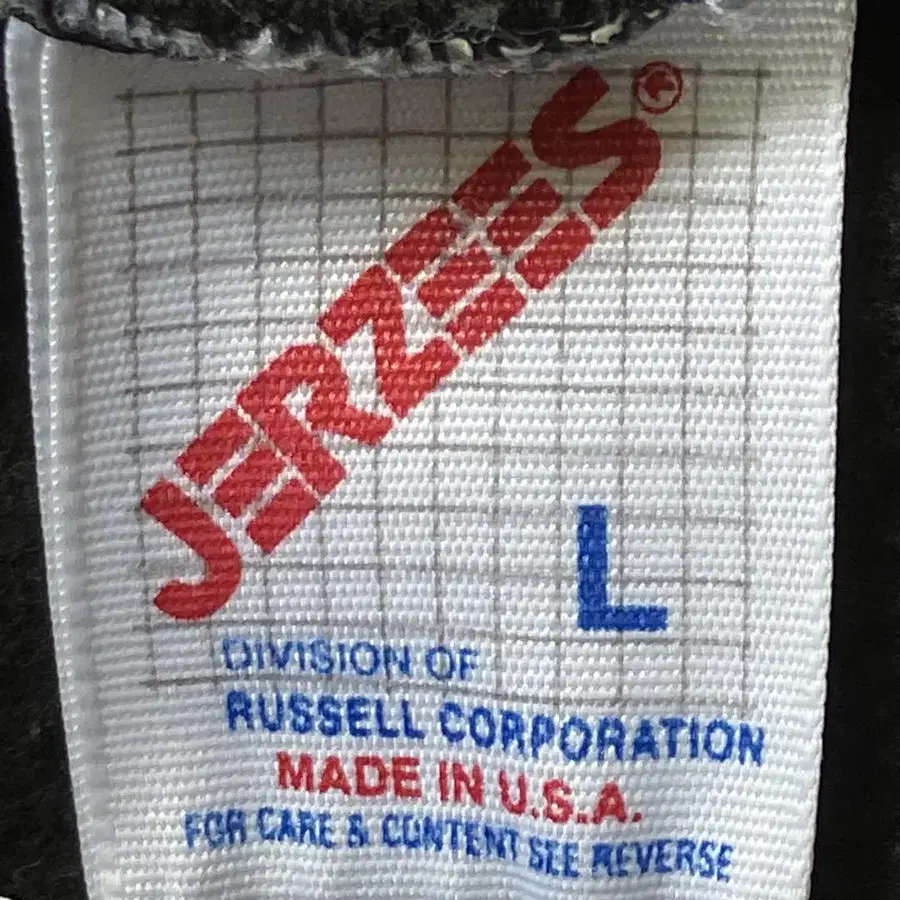 JERZEES®
L
DIVISION OF
RUSSELL CORPORATION
MADE IN U.S.A.
FOR CARE & CONTENT SEE REVERSE